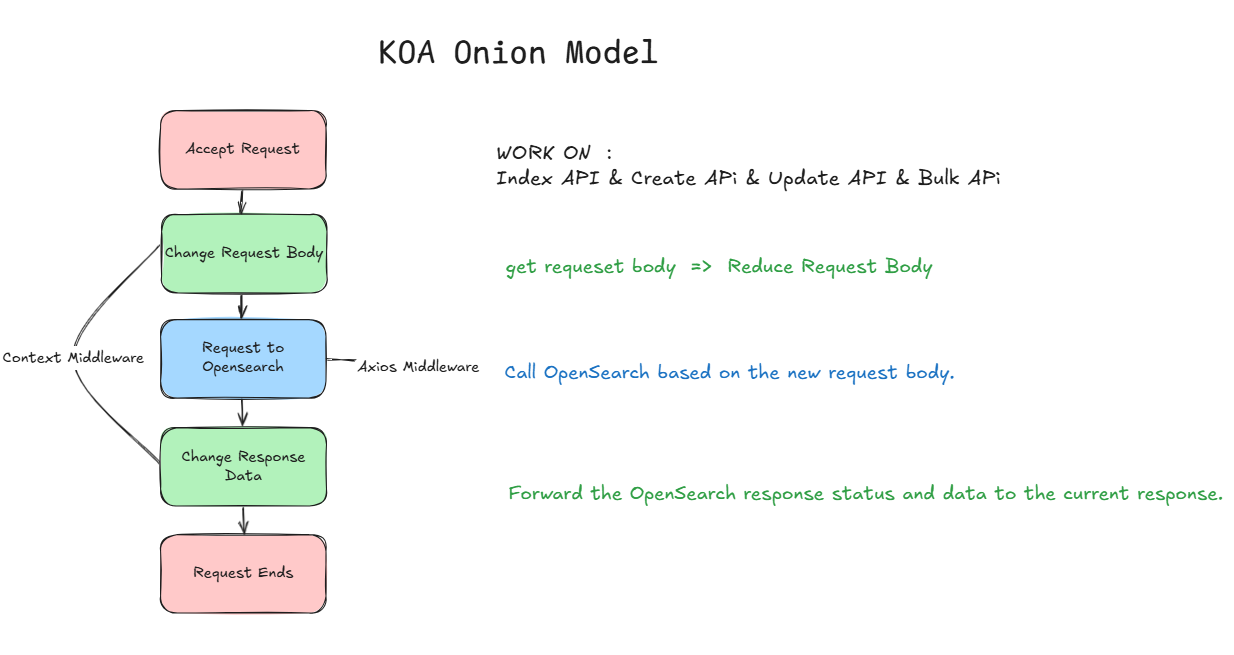 KOA Onion Model
Accept Request
WORK ON :
Index API & Create APi & Update API & Bulk APi
Change Request Body
get requeset body => Reduce Request Body
Context Middleware
Request to
Opensearch
Axios Middleware
Call OpenSearch based on the new request body.
Change Response
Data
Forward the OpenSearch response status and data to the current response.
Request Ends